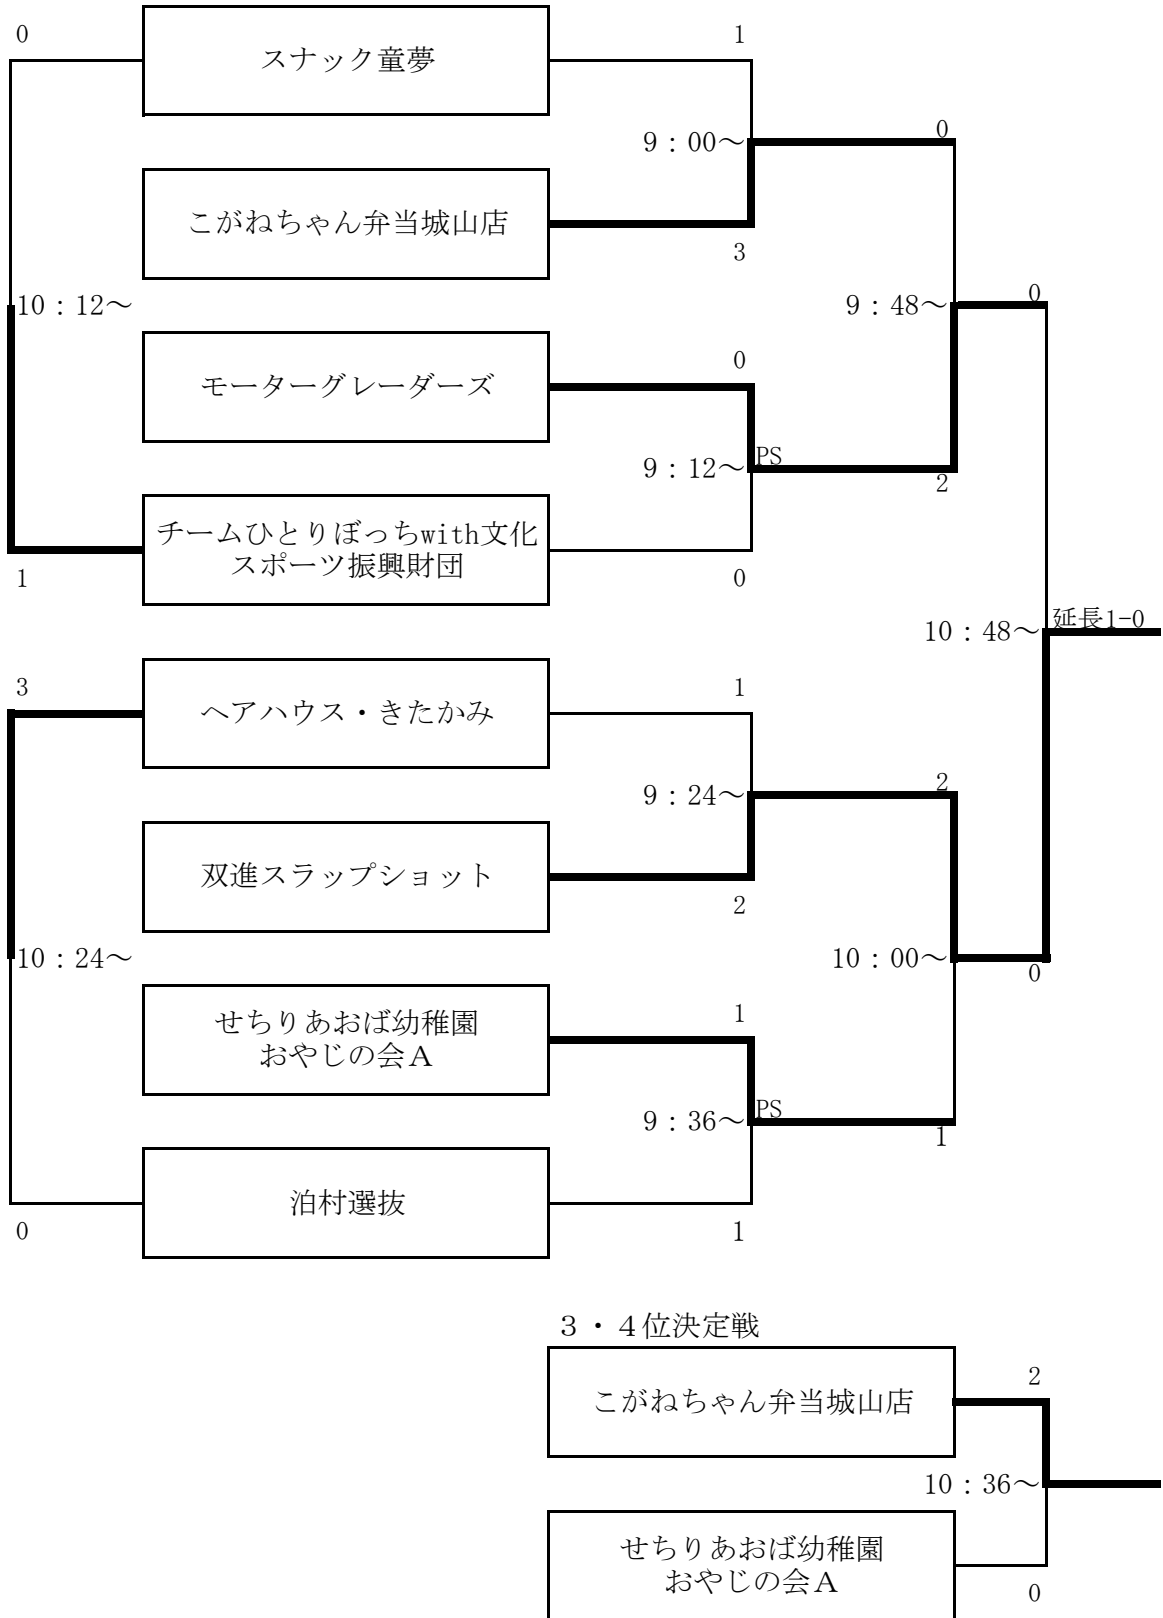 0
1
スナック童夢
9：00～
0
こがねちゃん弁当城山店
3
10：12～
9：48～
0
0
モーターグレーダーズ
9：12～
PS
2
チームひとりぼっちwith文化
スポーツ振興財団
1
0
10：48～
延長1-0
3
1
ヘアハウス・きたかみ
9：24～
2
双進スラップショット
2
10：24～
10：00～
0
1
せちりあおば幼稚園
おやじの会Ａ
9：36～
PS
1
泊村選抜
0
1
３・４位決定戦
2
こがねちゃん弁当城山店
10：36～
せちりあおば幼稚園
おやじの会Ａ
0